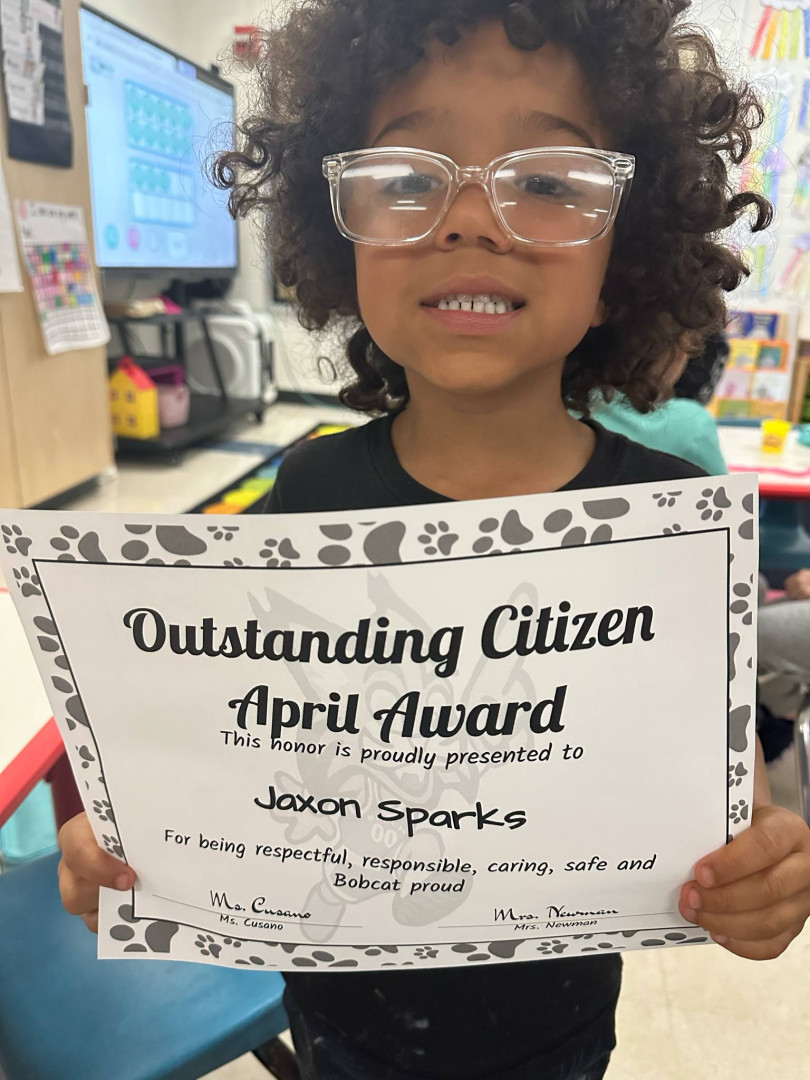 Outstanding Citizen
April Award
This honor is proudly presented to
Jaxon Sparks
For being respectful, responsible, caring, safe and
Bobcat proud
Ms. Cusano
Ms. Cusano
Mrs. Newman
Mrs. Newman